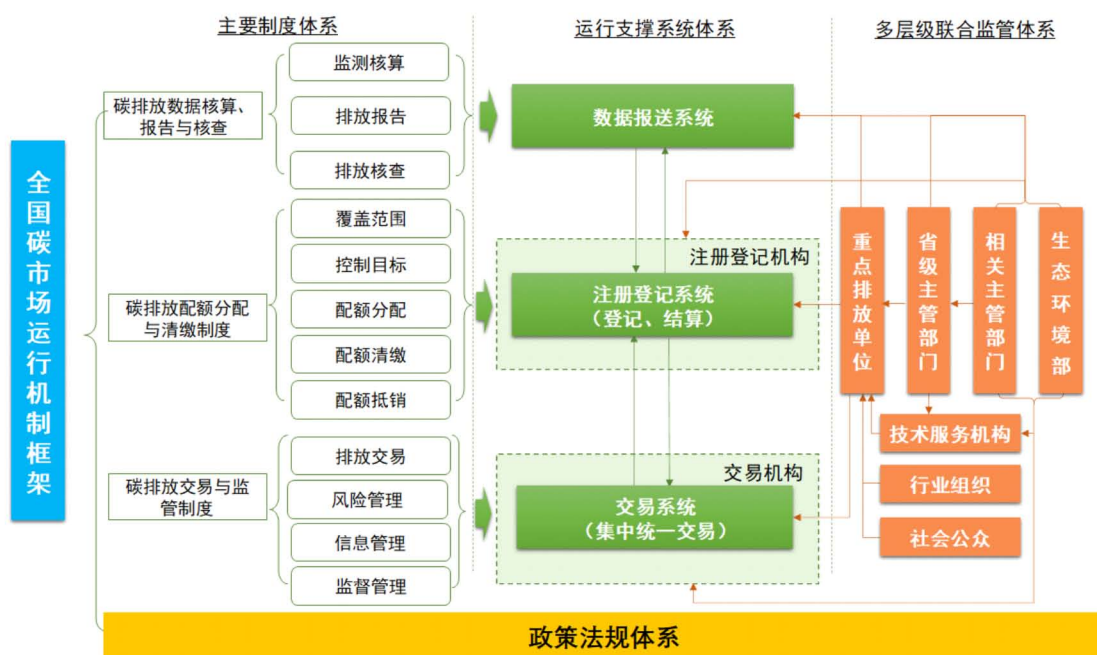 主要制度体系
运行支撑系统体系
多层级联合监管体系
全国碳市场运行机制框架
碳排放数据核算、
报告与核查
监测核算
排放报告
排放核查
碳排放配额分配
与清缴制度
覆盖范围
控制目标
配额分配
配额清缴
配额抵销
碳排放交易与监
管制度
排放交易
风险管理
信息管理
监督管理
数据报送系统
注册登记机构
注册登记系统
（登记、结算）
交易机构
交易系统
（集中统一交易）
重点排放单位
省级主管部门
相关主管部门
生态环境部
技术服务机构
行业组织
社会公众
政策法规体系